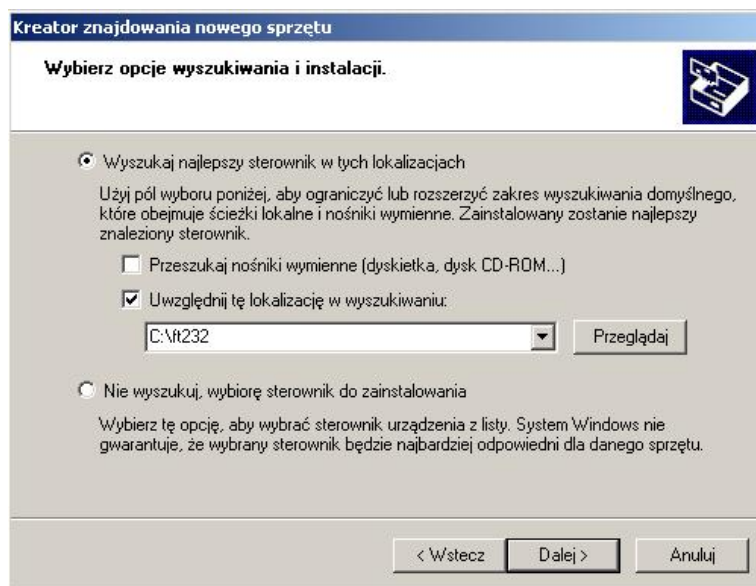 Kreator znajdowania nowego sprzętu
Wybierz opcje wyszukiwania i instalacji.
Wyszukaj najlepszy sterownik w tych lokalizacjach
Użyj pól wyboru poniżej, aby ograniczyć lub rozszerzyć zakres wyszukiwania domyślnego,
które obejmuje ścieżki lokalne i nośniki wymienne. Zainstalowany zostanie najlepszy
znaleziony sterownik.
Przeszukaj nośniki wymienne (dyskietka, dysk CD-ROM...)
Uwzględnij tę lokalizację w wyszukiwaniu:
C:\ft232
Przeglądaj
Nie wyszukuj, wybiorę sterownik do zainstalowania
Wybierz tę opcję, aby wybrać sterownik urządzenia z listy. System Windows nie
gwarantuje, że wybrany sterownik będzie najbardziej odpowiedni dla danego sprzętu.
< Wstecz
Dalej >
Anuluj